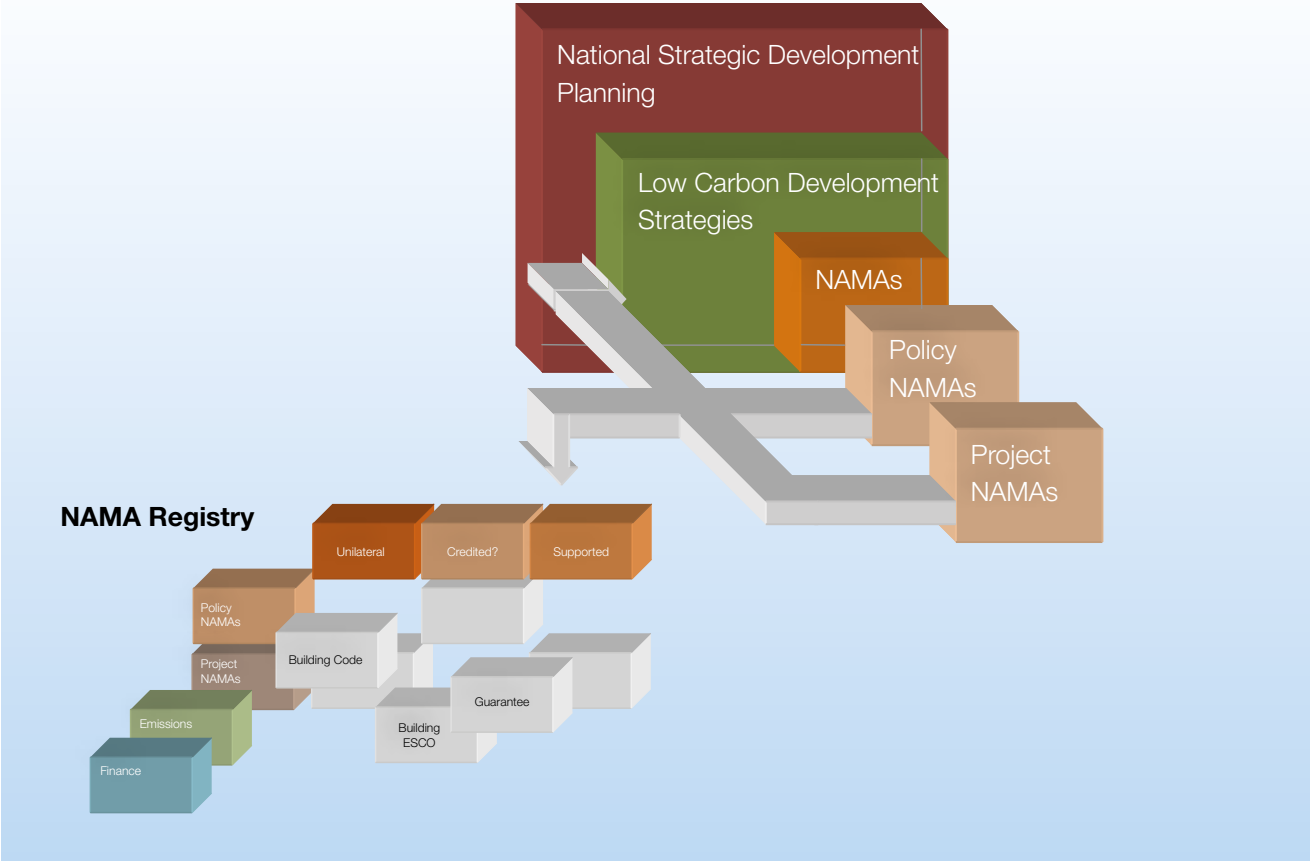 National Strategic Development
Planning
Low Carbon Development
Strategies
NAMAs
Policy
NAMAs
Project
NAMAs
NAMA Registry
Unilateral
Credited?
Supported
Policy
NAMAs
Building Code
Project
NAMAs
Guarantee
Emissions
Building
ESCO
Finance